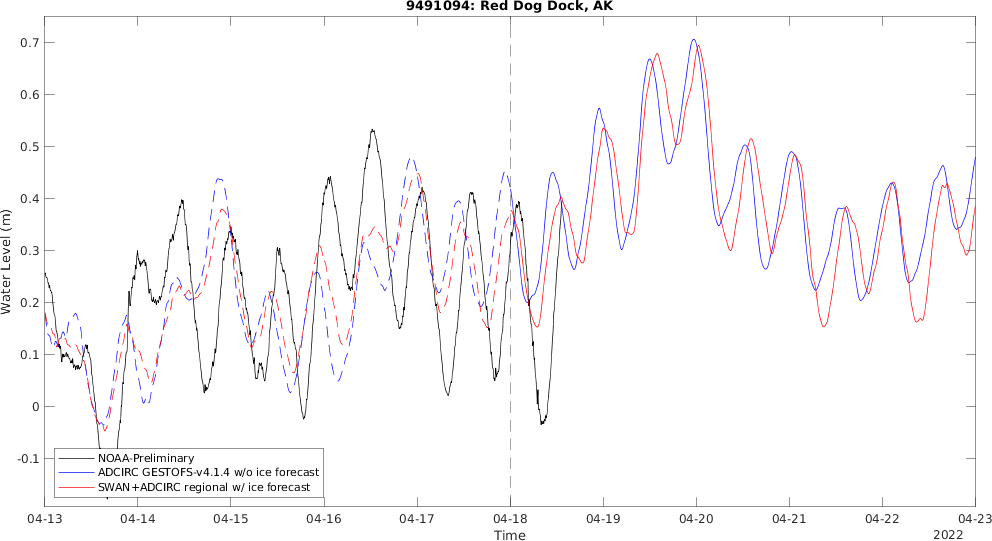 9491094: Red Dog Dock, AK
0.7
0.6
0.5
0.4
0.3
0.2
0.1
0
-0.1
Water Level (m)
NOAA-Preliminary
ADCIRC GESTOFS-v4.1.4 w/o ice forecast
SWAN+ADCIRC regional w/ ice forecast
04-13 04-14 04-15 04-16 04-17 04-18 04-19 04-20 04-21 04-22 04-23
Time
2022